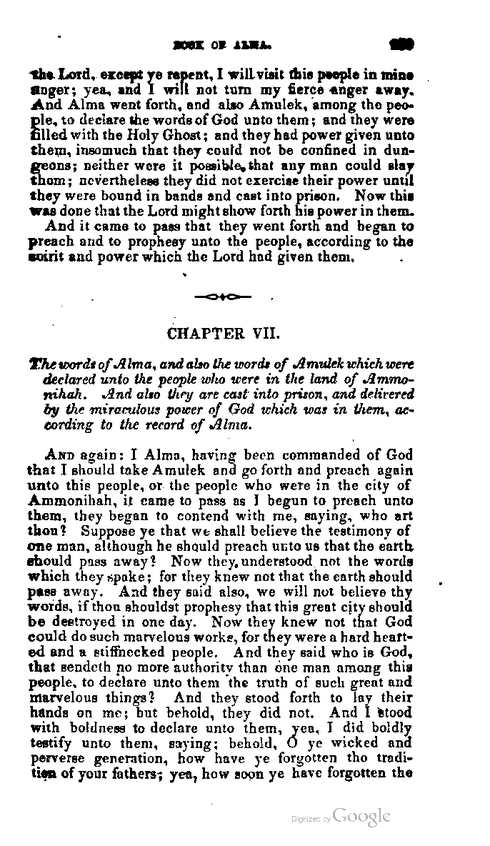 BOOK OF ALMA.
the Lord, except ye repent, I will visit this people in mine
anger; yea, and I will not turn my fierce anger away.
And Alma went forth, and also Amulek, among the peo-
ple, to declare the words of God unto them; and they were
filled with the Holy Ghost; and they had power given unto
them, insomuch that they could not be confined in dun-
geons; neither were it possible, that any man could slay
them; nevertheless they did not exercise their power until
they were bound in bands and cast into prison. Now this
was done that the Lord might show forth his power in them.
And it came to pass that they went forth and began to
preach and to prophesy unto the people, according to the
spirit and power which the Lord had given them.
CHAPTER VII.
The words of Alma, and also the words of Amulek which were
declared unto the people who were in the land of Ammo-
nihah. And also they are cast into prison, and delivered
by the miraculous power of God which was in them, ac-
cording to the record of Alma.
AND again: I Alma, having been commanded of God
that I should take Amulek and go forth and preach again
unto this people, or the people who were in the city of
Ammonihah, it came to pass as I begun to preach unto
them, they began to contend with me, saying, who art
thou? Suppose ye that we shall believe the testimony of
one man, although he should preach unto us that the earth
should pass away? Now they understood not the words
which they spake; for they knew not that the earth should
pass away. And they said also, we will not believe thy
words, if thou shouldst prophesy that this great city should
be destroyed in one day. Now they knew not that God
could do such marvelous works, for they were a hard heart-
ed and a stiffnecked people. And they said who is God,
that sendeth no more authority than one man among this
people, to declare unto them the truth of such great and
marvelous things? And they stood forth to lay their
hands on me; but behold, they did not. And I stood
with boldness to declare unto them, yea, I did boldly
testify unto them, saying: behold, O ye wicked and
perverse generation, how have ye forgotten the tradi-
tion of your fathers; yea, how soon ye have forgotten the
Digitized by Google